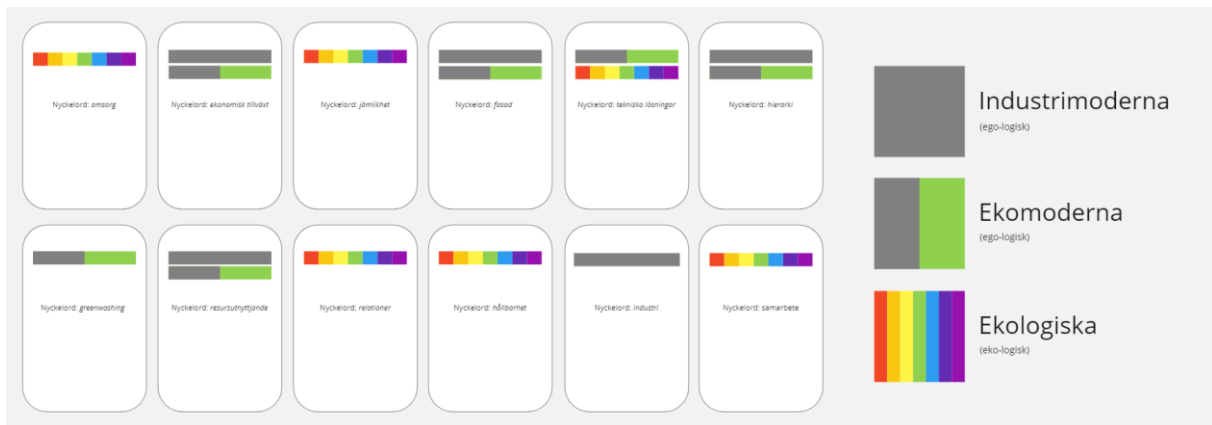 Nyckelord: omsorg
Nyckelord: ekonomisk tillväxt
Nyckelord: jämlikhet
Nyckelord: fasad
Nyckelord: tekniska lösningar
Nyckelord: hierarki
Nyckelord: greenwashing
Nyckelord: resursutnyttjande
Nyckelord: relationer
Nyckelord: hållbarhet
Nyckelord: industri
Nyckelord: samarbete
Industrimoderna
(ego-logisk)
Ekomoderna
(ego-logisk)
Ekologiska
(eko-logisk)